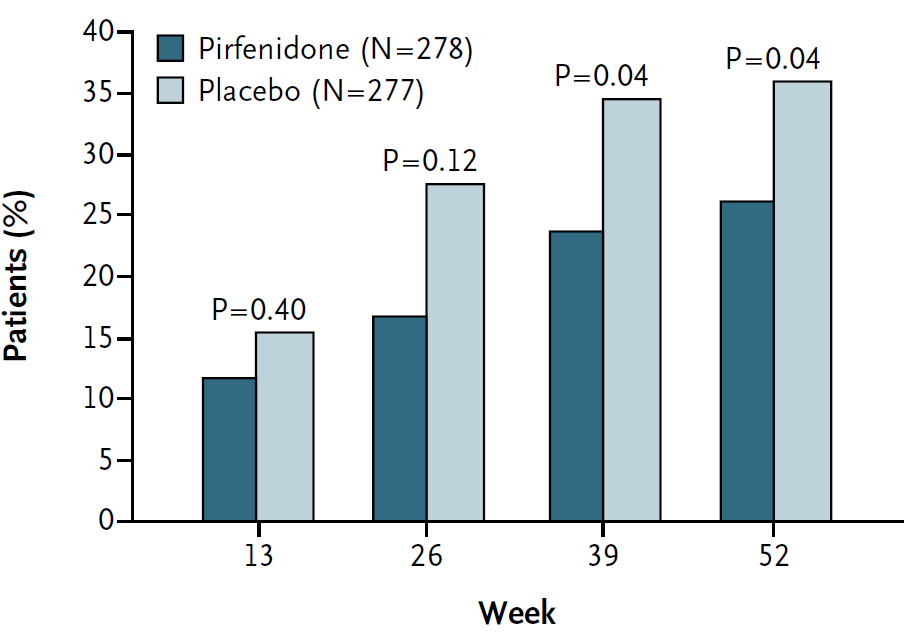 Pirfenidone (N=278)
Placebo (N=277)
Patients (%)
40
35
30
25
20
15
10
5
0
P=0.40
P=0.12
P=0.04
P=0.04
13
26
39
52
Week